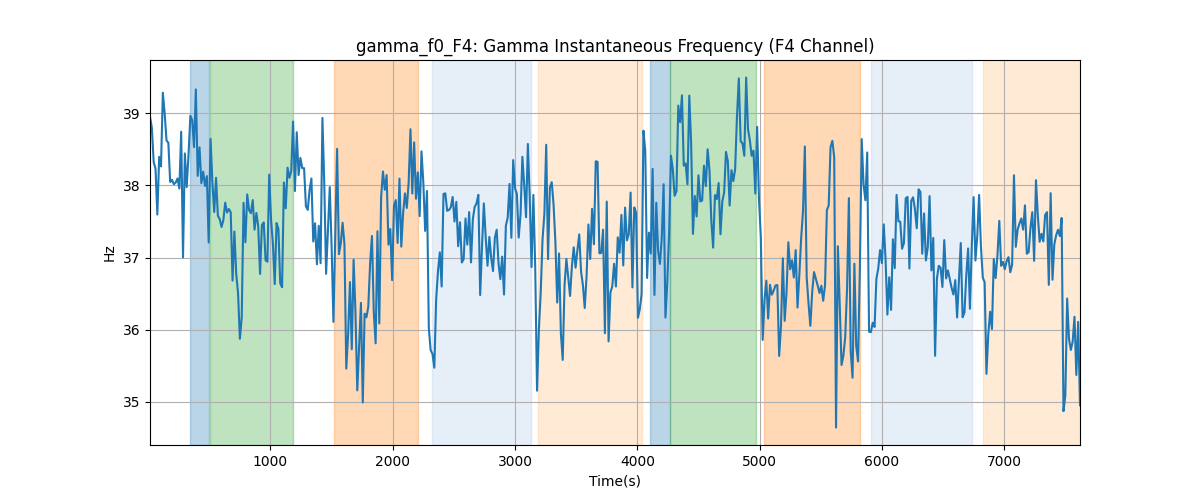 gamma_f0_F4: Gamma Instantaneous Frequency (F4 Channel)
39
38
37
36
35
Hz
1000 2000 3000 4000 5000 6000 7000
Time(s)